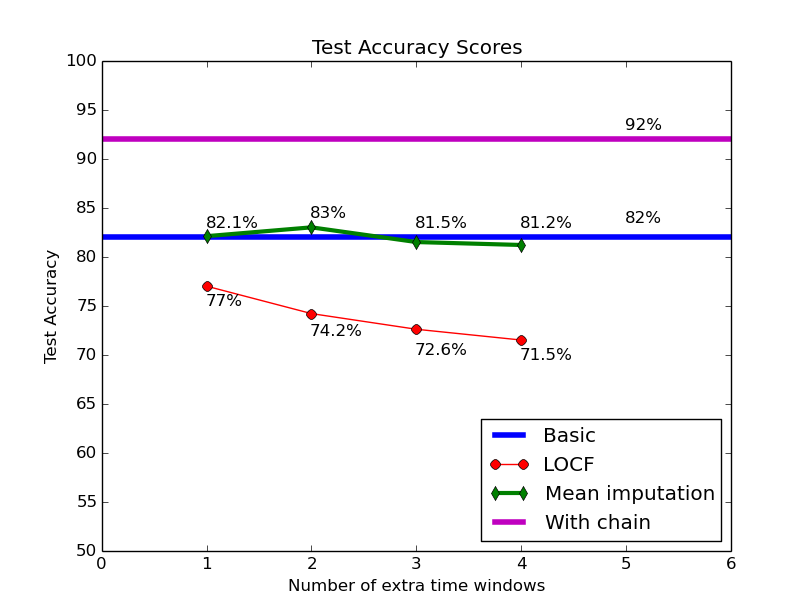 Test Accuracy Scores
100
95
92%
90
85
82.1%
83%
81.5%
81.2%
82%
80
77%
75
74.2%
72.6%
71.5%
70
65
60
55
50
Test Accuracy
Basic
LOCF
Mean imputation
With chain
0 1 2 3 4 5 6
Number of extra time windows